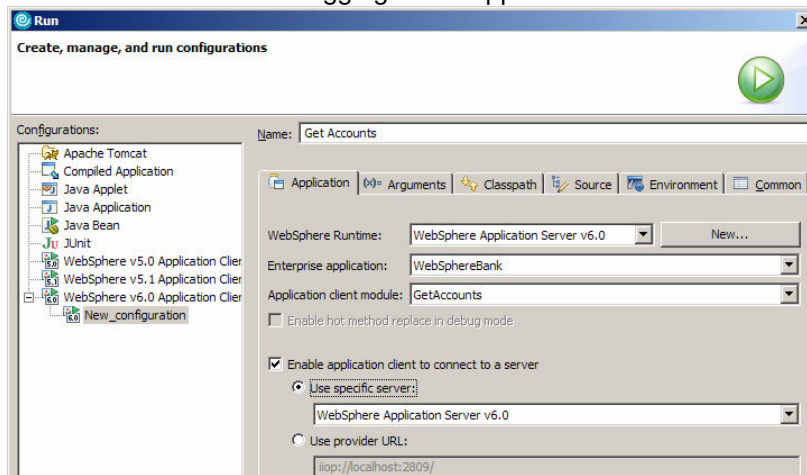 Run
Create, manage, and run configurations
Configurations:
Name: Get Accounts
Apache Tomcat
Compiled Application
Java Applet
Java Application
Java Bean
JUnit
WebSphere v5.0 Application Clier
WebSphere v5.1 Application Clier
WebSphere v6.0 Application Clier
New_configuration
Application (x)= Arguments Classpath Source Environment Common
WebSphere Runtime: WebSphere Application Server v6.0 New...
Enterprise application: WebSphereBank
Application client module: GetAccounts
Enable hot method replace in debug mode
Enable application client to connect to a server
Use specific server:
WebSphere Application Server v6.0
Use provider URL:
iiop://localhost:2809/